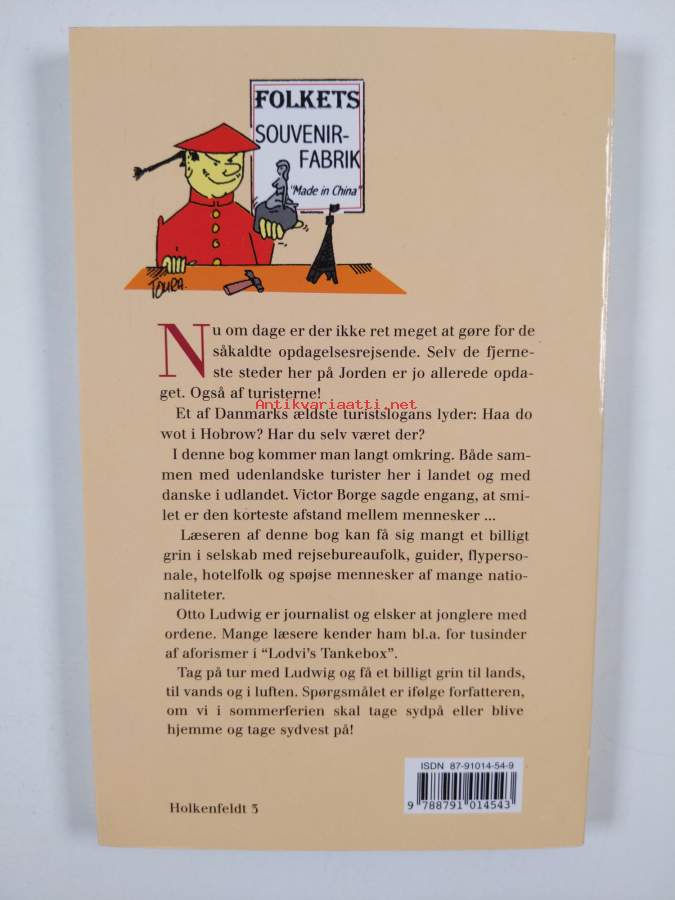 FOLKETS
SOUVENIR-
FABRIK
"Made in China"
TOURA.
Nu om dage er der ikke ret meget at gøre for de
såkaldte opdagelsesrejsende. Selv de fjerne-
ste steder her på Jorden er jo allerede opda-
get. Også af turisterne!
Antikvariaatti.net
Et af Danmarks ældste turistslogans lyder: Haa do
wot i Hobrow? Har du selv været der?
I denne bog kommer man langt omkring. Både sam-
men med udenlandske turister her i landet og med
danske i udlandet. Victor Borge sagde engang, at smi-
let er den korteste afstand mellem mennesker ...
Læseren af denne bog kan få sig mangt et billigt
grin i selskab med rejsebureaufolk, guider, flyperso-
nale, hotelfolk og spøjse mennesker af mange natio-
naliteter.
Otto Ludwig er journalist og elsker at jonglere med
ordene. Mange læsere kender ham bl.a. for tusinder
af aforismer i “Lodvi’s Tankebox”.
Tag på tur med Ludwig og få et billigt grin til lands,
til vands og i luften. Spørgsmålet er ifølge forfatteren,
om vi i sommerferien skal tage sydpå eller blive
hjemme og tage sydvest på!
ISDN 87-91014-54-9
9 788791 014543
Holkenfeldt 3